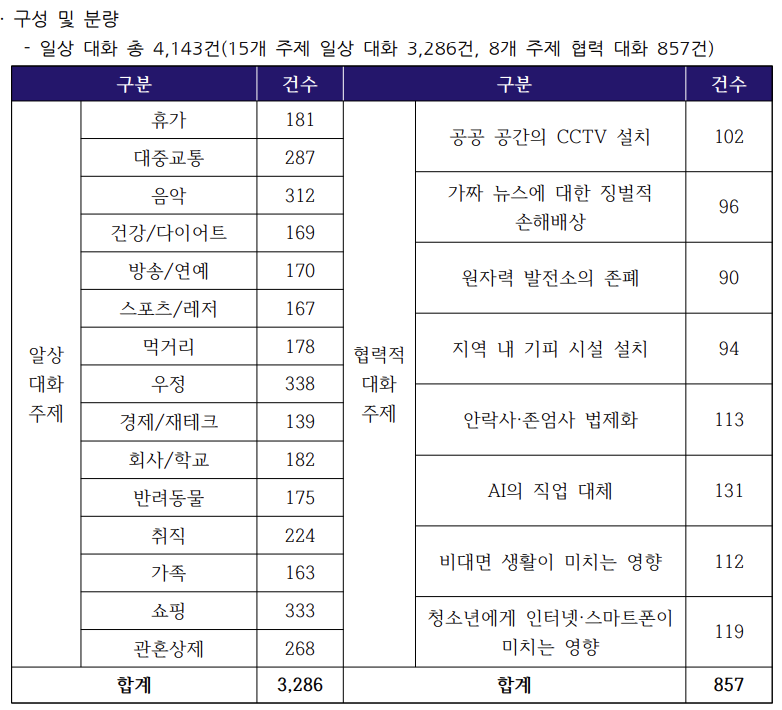 · 구성 및 분량
- 일상 대화 총 4,143건(15개 주제 일상 대화 3,286건, 8개 주제 협력 대화 857건)
구분 건수 구분 건수
알상
대화
주제
휴가 181
대중교통 287
음악 312
건강/다이어트 169
방송/연예 170
스포츠/레저 167
먹거리 178
우정 338
경제/재테크 139
회사/학교 182
반려동물 175
취직 224
가족 163
쇼핑 333
관혼상제 268
협력적
대화
주제
공공 공간의 CCTV 설치 102
가짜 뉴스에 대한 징벌적
손해배상 96
원자력 발전소의 존폐 90
지역 내 기피 시설 설치 94
안락사·존엄사 법제화 113
AI의 직업 대체 131
비대면 생활이 미치는 영향 112
청소년에게 인터넷·스마트폰이
미치는 영향 119
합계 3,286 합계 857